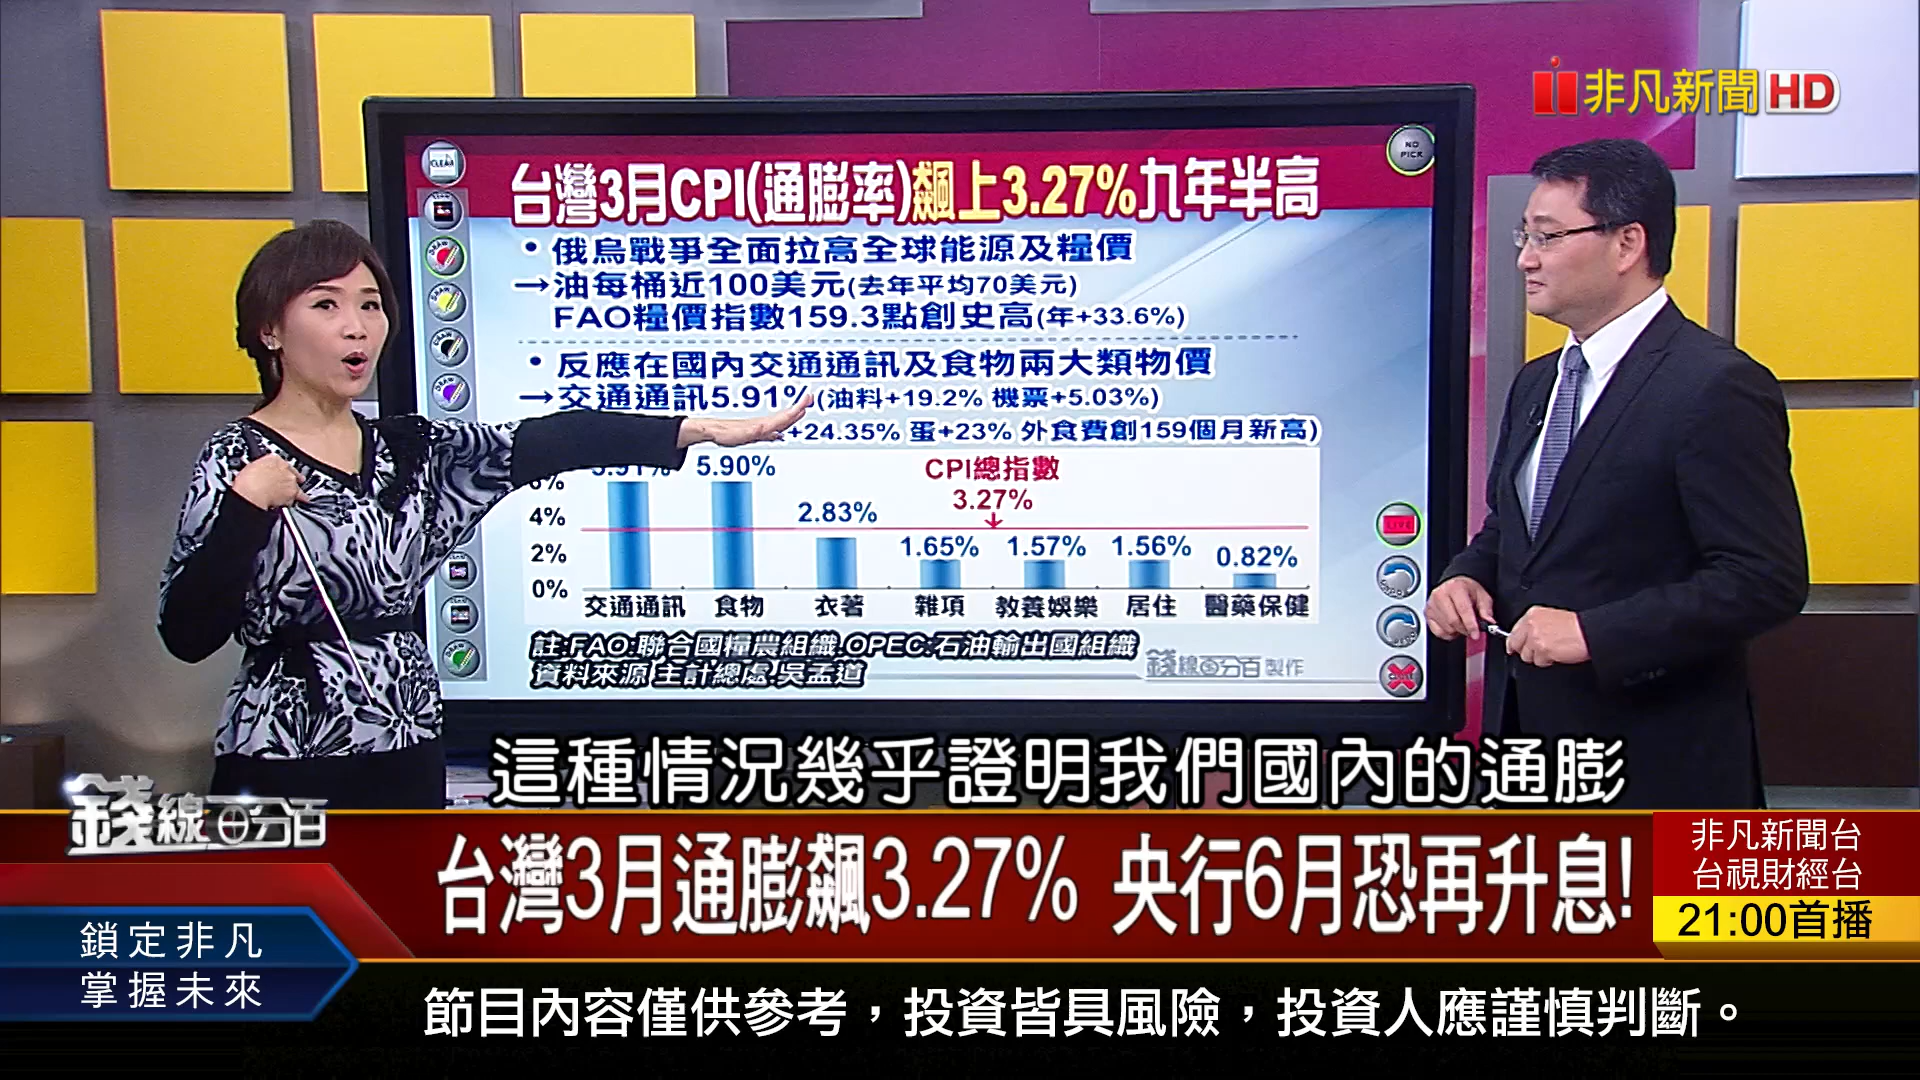 非凡新聞HD
CLEAR
NO PICK
台灣3月CPI(通膨率)飆上3.27%九年半高
•俄烏戰爭全面拉高全球能源及糧價
→油每桶近100美元(去年平均70美元)
FAO糧價指數159.3點創史高(年+33.6%)
•反應在國內交通通訊及食物兩大類物價
→交通通訊5.91%(油料+19.2% 機票+5.03%)
+24.35% 蛋+23% 外食費創159個月新高)
CPI總指數
3.27%
6%
4%
2%
0%
5.91%
5.90%
2.83%
1.65%
1.57%
1.56%
0.82%
交通通訊 食物 衣著 雜項 教養娛樂 居住 醫藥保健
註:FAO:聯合國糧農組織.OPEC:石油輸出國組織
資料來源:主計總處.吳孟道
錢線百分百 製作
LIVE
這種情況幾乎證明我們國內的通膨
錢線百分百
台灣3月通膨飆3.27% 央行6月恐再升息!
非凡新聞台
台視財經台
21:00首播
鎖定非凡
掌握未來
節目內容僅供參考，投資皆具風險，投資人應謹慎判斷。